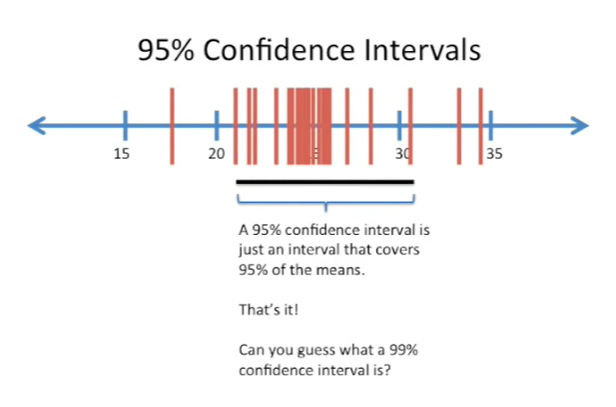 95% Confidence Intervals
15 20 30 35
A 95% confidence interval is
just an interval that covers
95% of the means.
That's it!
Can you guess what a 99%
confidence interval is?